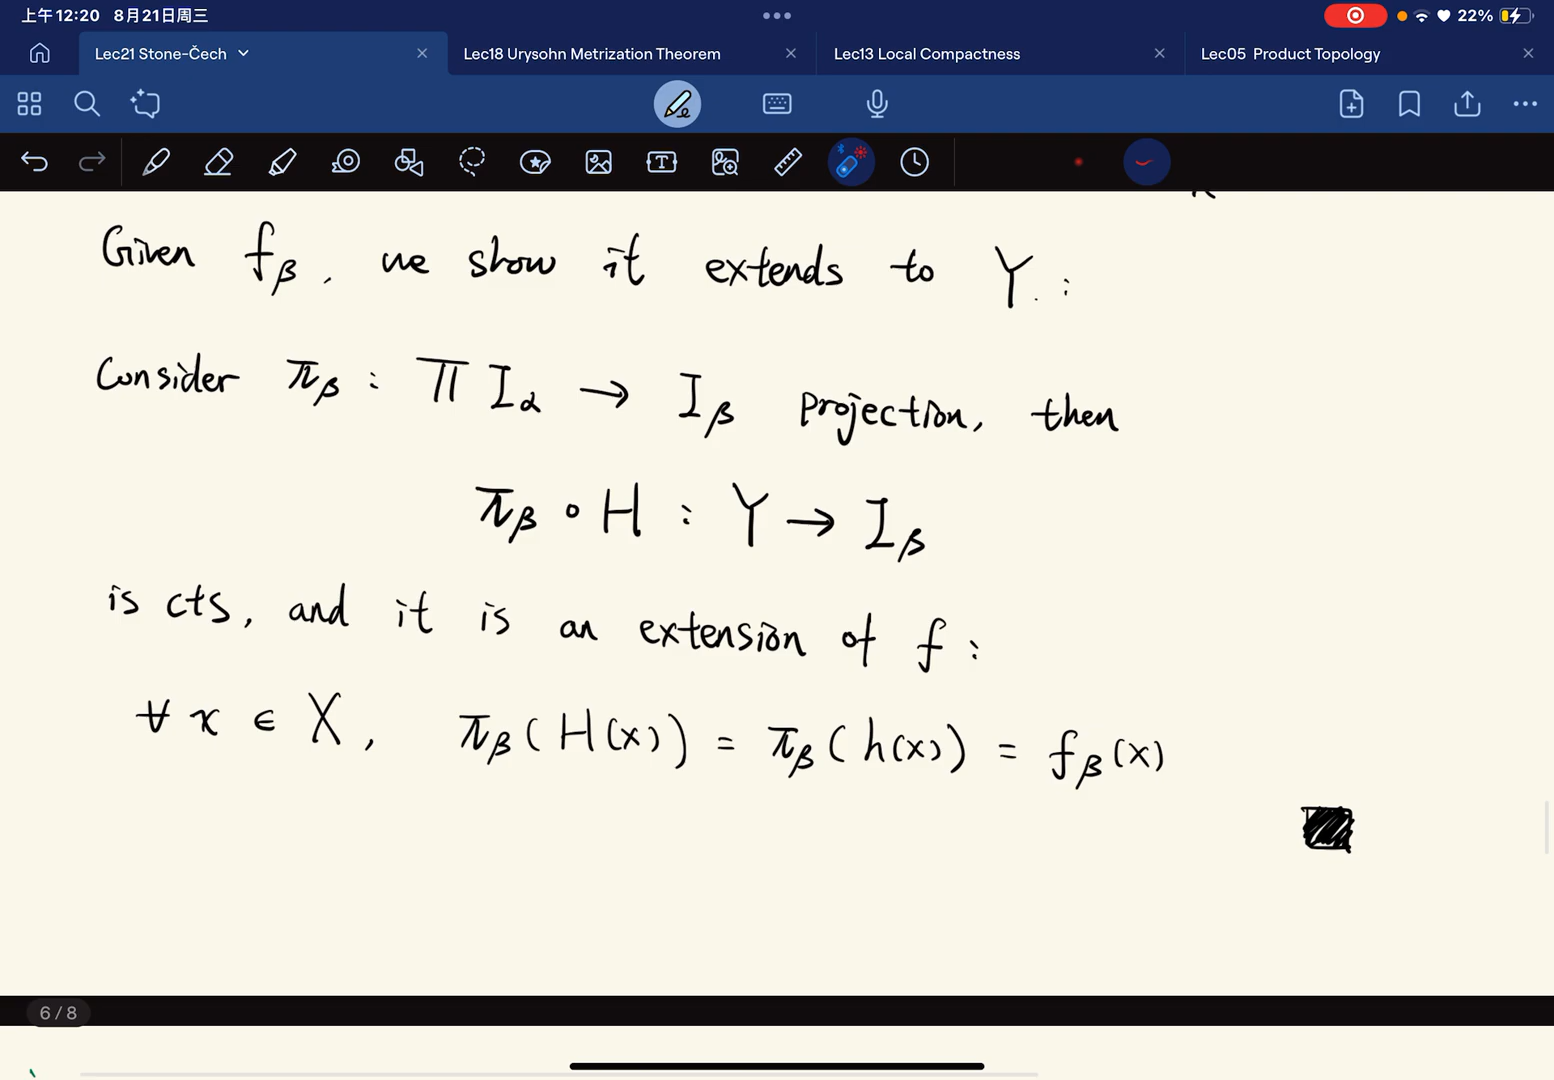 上午12:20 8月21日周三
22%
Lec21 Stone-Čech
Lec18 Urysohn Metrization Theorem
Lec13 Local Compactness
Lec05 Product Topology
Given f_β, we show it extends to Y:
Consider π_β : Π I_α → I_β projection, then
π_β ∘ H : Y → I_β
is cts, and it is an extension of f:
∀ x ∈ X, π_β(H(x)) = π_β(h(x)) = f_β(x)
6 / 8